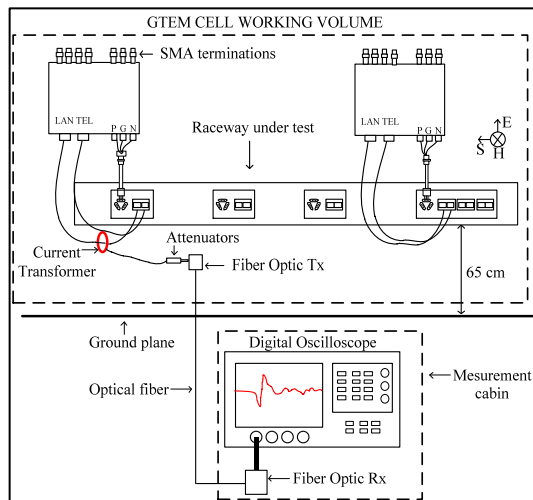 GTEM CELL WORKING VOLUME
SMA terminations
LAN TEL
P G N
LAN TEL
P G N
Raceway under test
E
S
H
Current
Transformer
Attenuators
Fiber Optic Tx
65 cm
Ground plane
Digital Oscilloscope
Optical fiber
Mesurement
cabin
Fiber Optic Rx